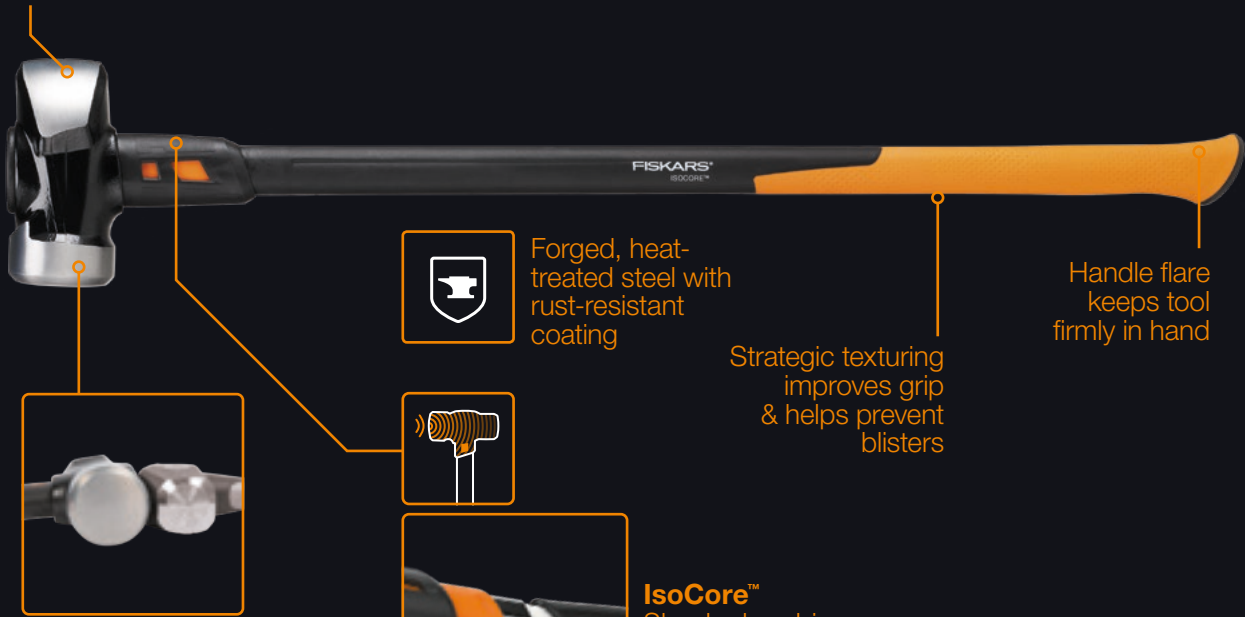 FISKARS®
ISOCORE™
Forged, heat-
treated steel with
rust-resistant
coating
Handle flare
keeps tool
firmly in hand
Strategic texturing
improves grip
& helps prevent
blisters
IsoCore™